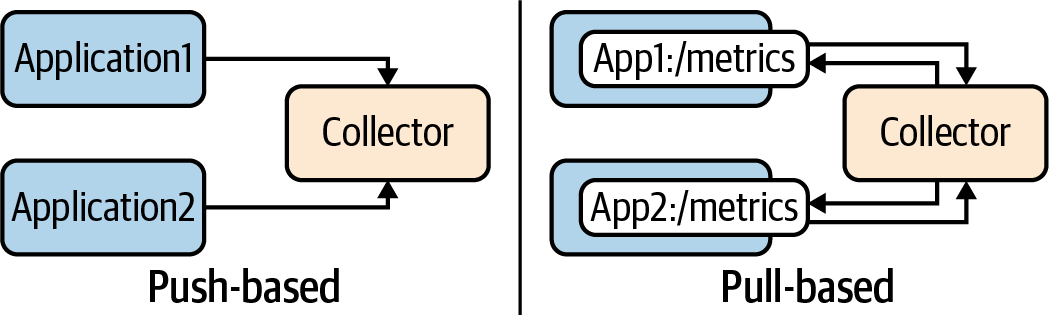 Application1
Collector
Application2
Push-based
App1:/metrics
Collector
App2:/metrics
Pull-based